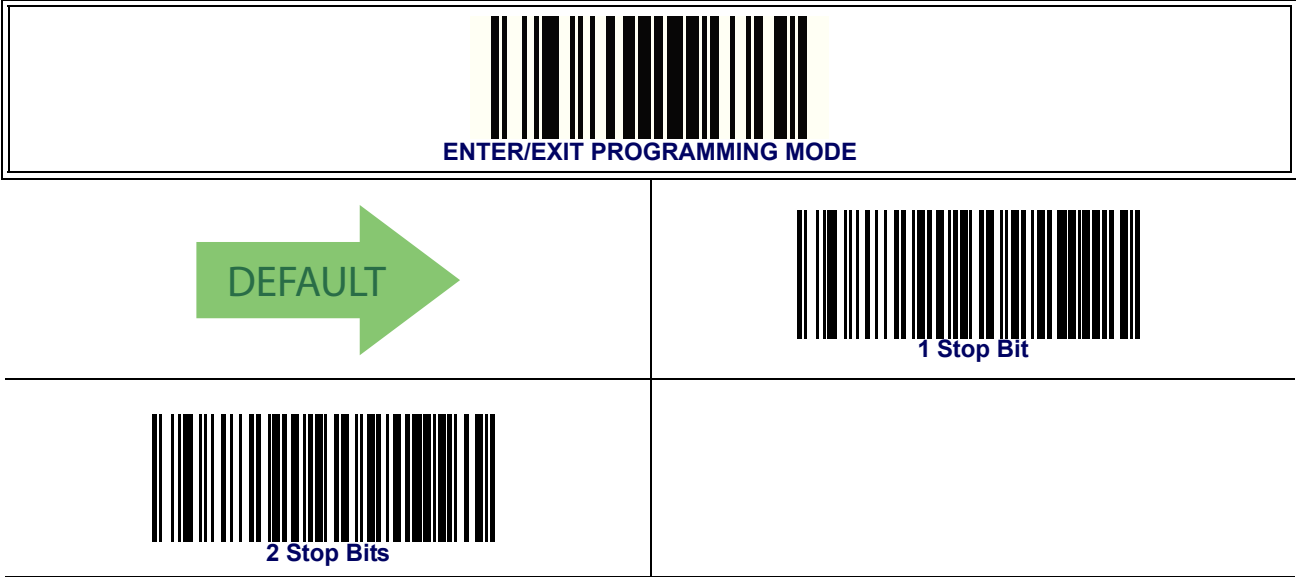 ENTER/EXIT PROGRAMMING MODE
DEFAULT
1 Stop Bit
2 Stop Bits